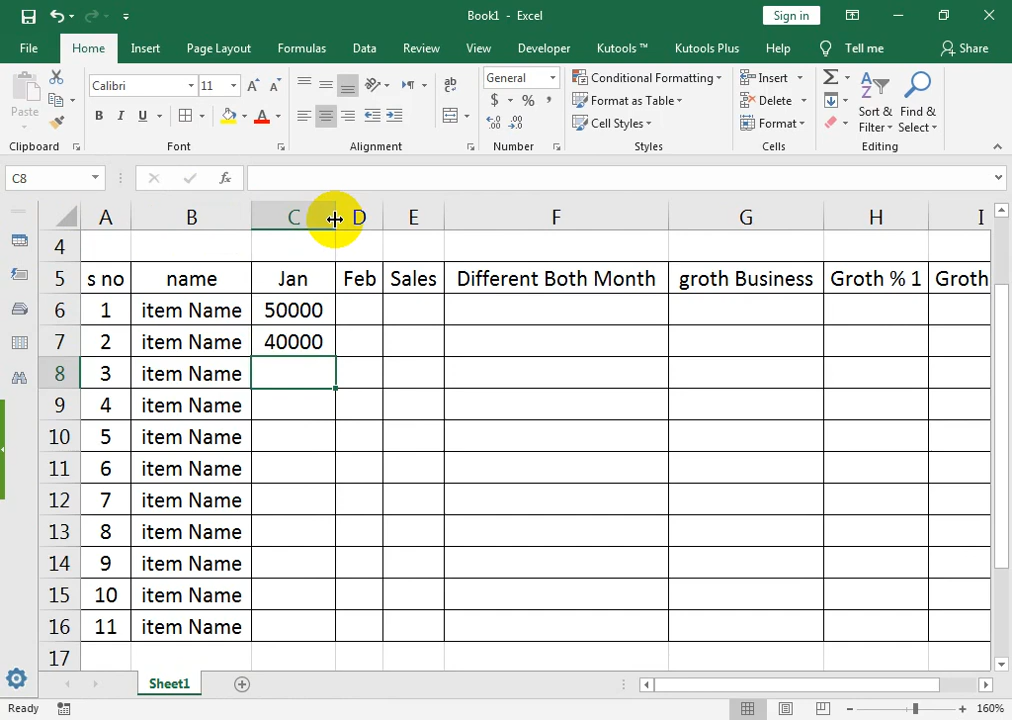 Book1 - Excel
Sign in
File Home Insert Page Layout Formulas Data Review View Developer Kutools ™ Kutools Plus Help Tell me Share
Paste
Calibri 11 A A
B I U A
ab
General
$ % ,
.00
.00
Conditional Formatting
Format as Table
Cell Styles
Insert
Delete
Format
Σ
A
Z
Sort & Filter
Find & Select
Clipboard Font Alignment Number Styles Cells Editing
C8 fx
A B C D E F G H I
4
5 s no name Jan Feb Sales Different Both Month groth Business Groth % 1 Groth
6 1 item Name 50000
7 2 item Name 40000
8 3 item Name
9 4 item Name
10 5 item Name
11 6 item Name
12 7 item Name
13 8 item Name
14 9 item Name
15 10 item Name
16 11 item Name
17
Sheet1
Ready 160%